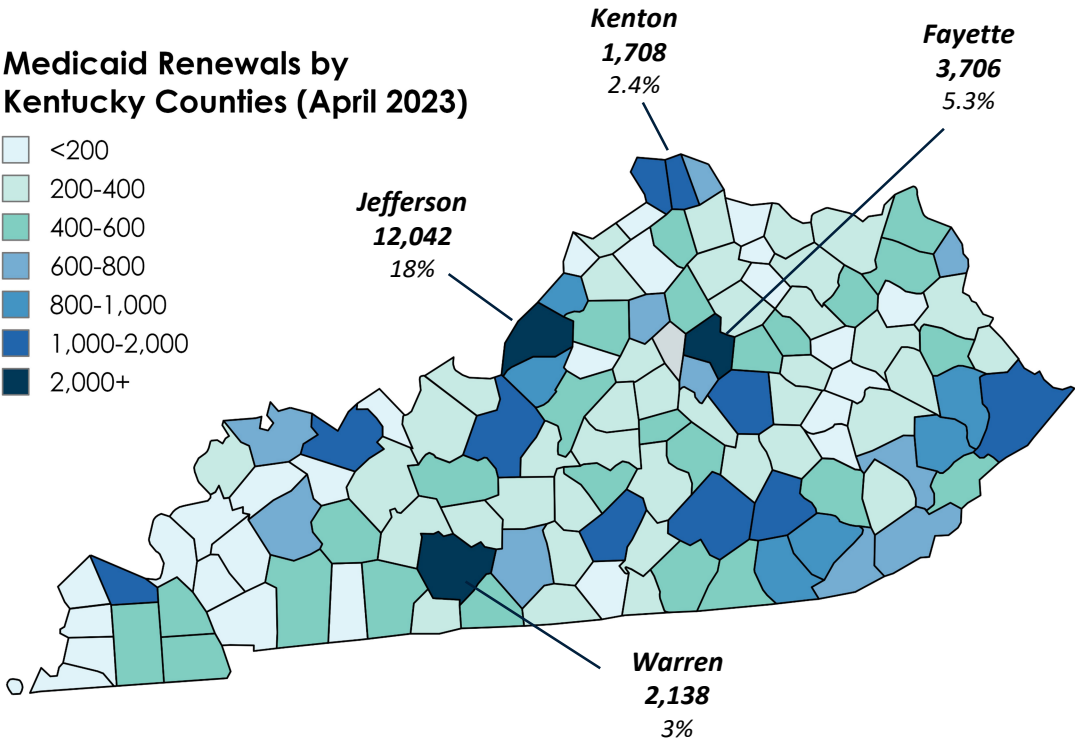 Medicaid Renewals by
Kentucky Counties (April 2023)
<200
200-400
400-600
600-800
800-1,000
1,000-2,000
2,000+
Kenton
1,708
2.4%
Fayette
3,706
5.3%
Jefferson
12,042
18%
Warren
2,138
3%